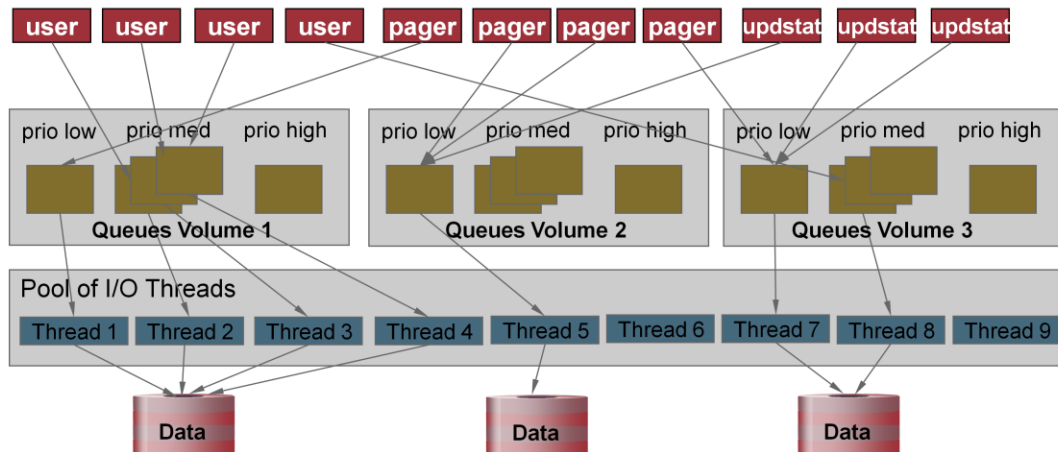 user user user user pager pager pager pager updstat updstat updstat
prio low prio med prio high prio low prio med prio high prio low prio med prio high
Queues Volume 1 Queues Volume 2 Queues Volume 3
Pool of I/O Threads
Thread 1 Thread 2 Thread 3 Thread 4 Thread 5 Thread 6 Thread 7 Thread 8 Thread 9
Data Data Data